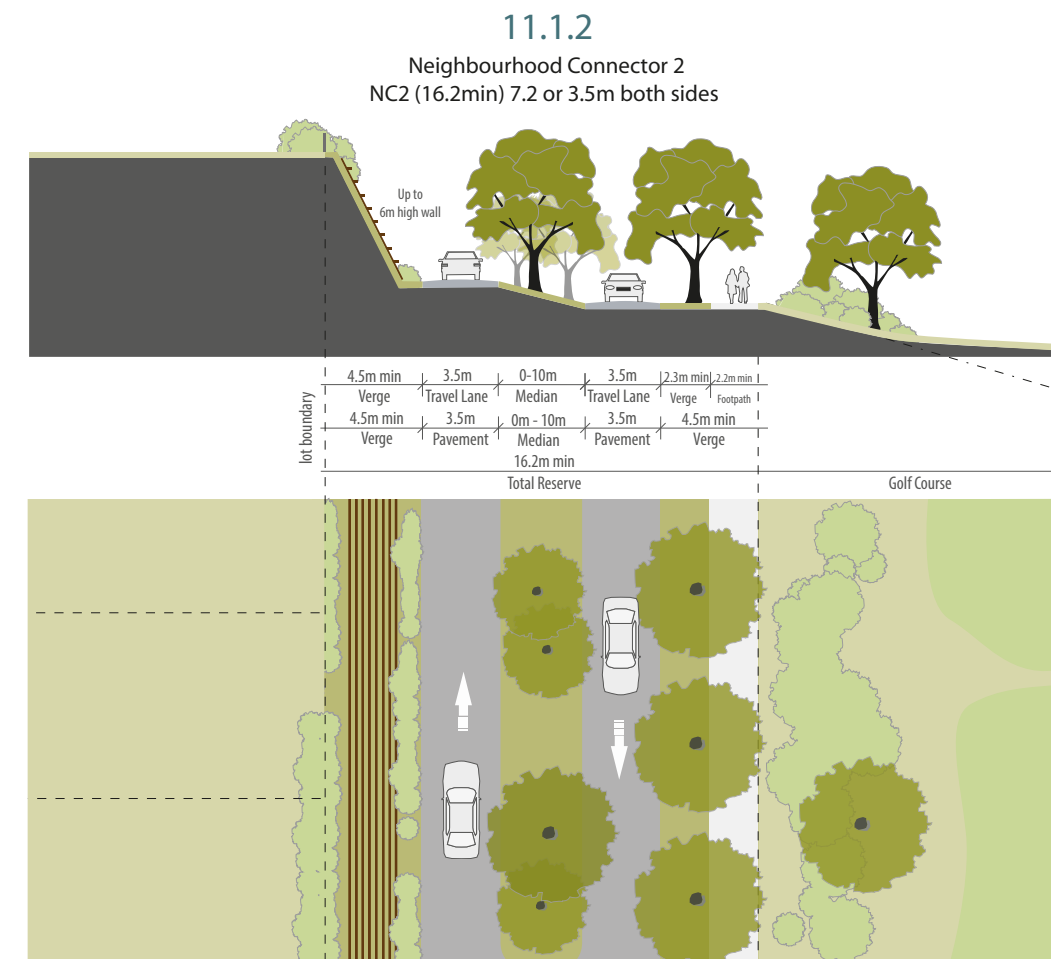 11.1.2
Neighbourhood Connector 2
NC2 (16.2min) 7.2 or 3.5m both sides
Up to
6m high wall
lot boundary
4.5m min 3.5m 0-10m 3.5m 2.3m min 2.2m min
Verge Travel Lane Median Travel Lane Verge Footpath
4.5m min 3.5m 0m - 10m 3.5m 4.5m min
Verge Pavement Median Pavement Verge
16.2m min
Total Reserve Golf Course